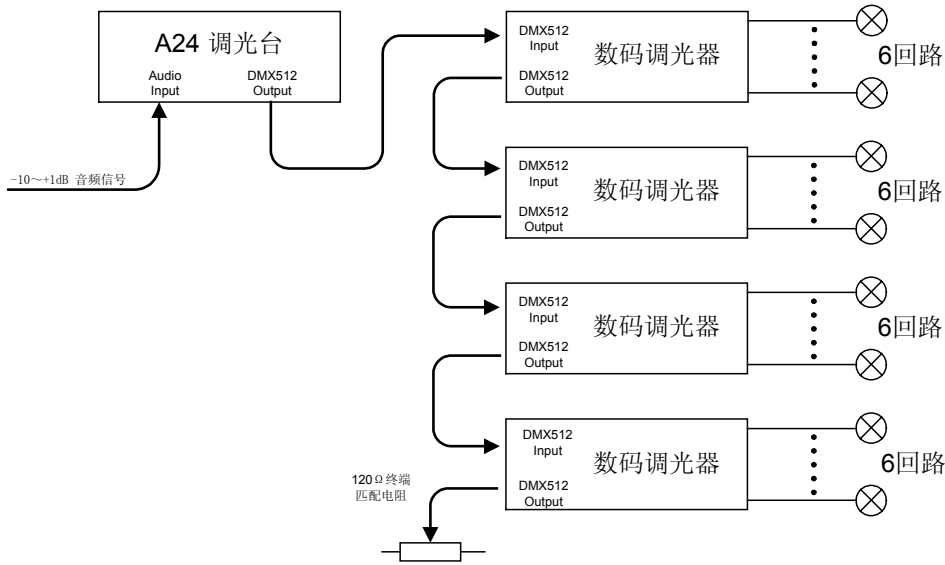 A24 调光台
Audio
Input
DMX512
Output
-10～+1dB 音频信号
DMX512
Input
数码调光器
DMX512
Output
6回路
DMX512
Input
数码调光器
DMX512
Output
6回路
DMX512
Input
数码调光器
DMX512
Output
6回路
DMX512
Input
数码调光器
DMX512
Output
6回路
120Ω终端
匹配电阻